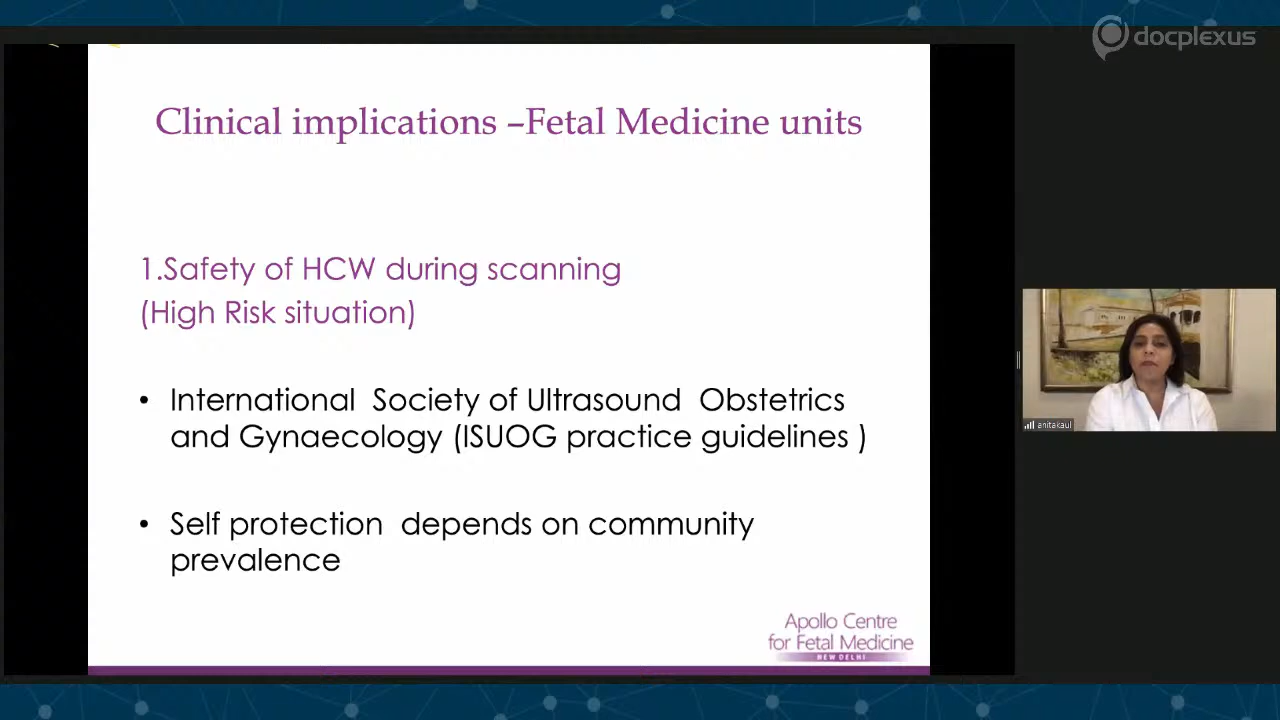 docplexus
Clinical implications –Fetal Medicine units
1.Safety of HCW during scanning
(High Risk situation)
• International Society of Ultrasound Obstetrics
and Gynaecology (ISUOG practice guidelines )
• Self protection depends on community
prevalence
Apollo Centre
for Fetal Medicine
NEW DELHI
anitakaul